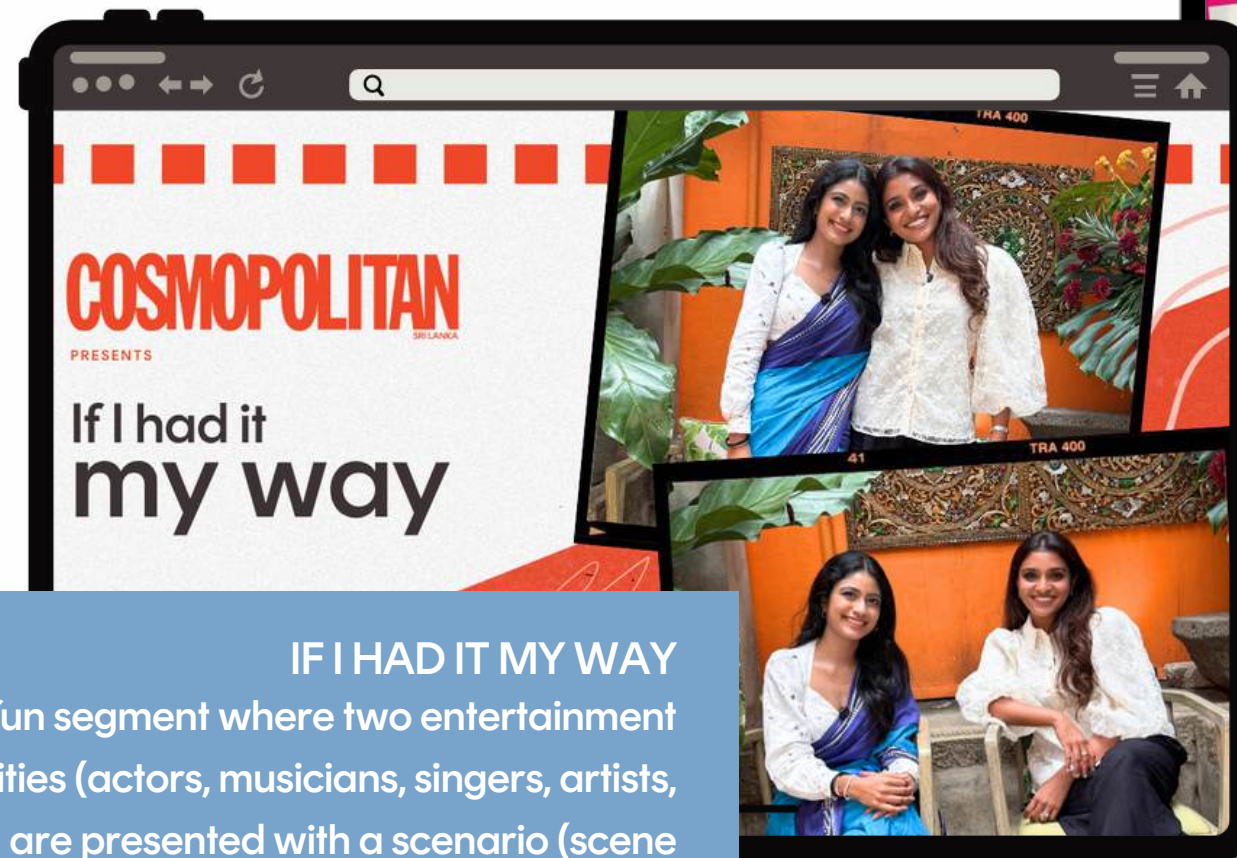 TRA 400
COSMOPOLITAN
SRI LANKA
PRESENTS
If I had it
my way
41
TRA 400
IF I HAD IT MY WAY
fun segment where two entertainment
ities (actors, musicians, singers, artists,
are presented with a scenario (scene